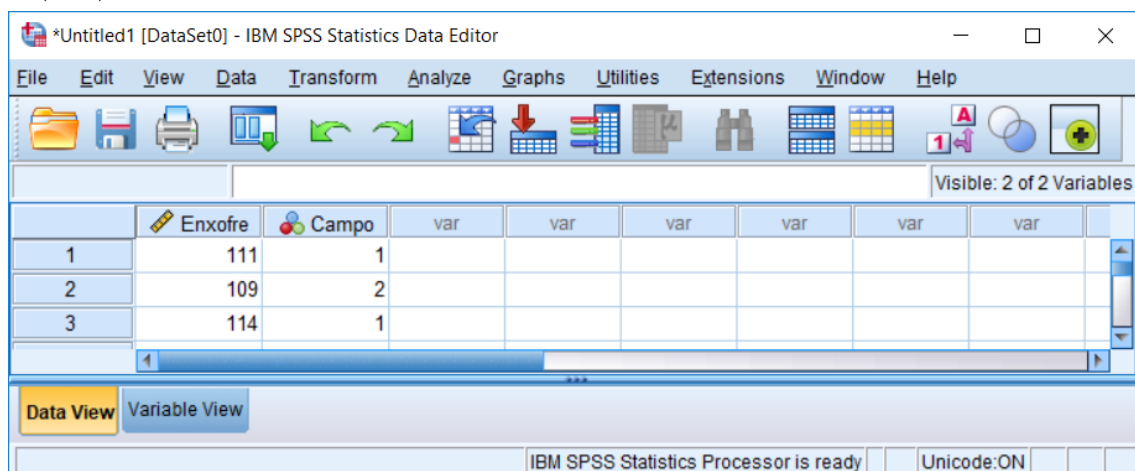 *Untitled1 [DataSet0] - IBM SPSS Statistics Data Editor
File Edit View Data Transform Analyze Graphs Utilities Extensions Window Help
1 A
Visible: 2 of 2 Variables
Enxofre Campo var var var var var var
1 111 1
2 109 2
3 114 1
Data View Variable View
IBM SPSS Statistics Processor is ready Unicode:ON